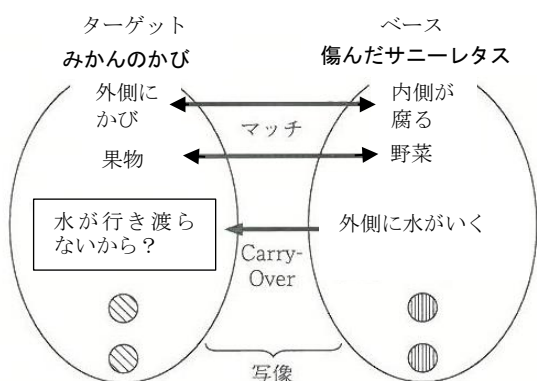 ターゲット
みかんのかび
外側に
かび
果物
水が行き渡ら
ないから？
マッチ
Carry-
Over
写像
ベース
傷んだサニーレタス
内側が
腐る
野菜
外側に水がいく